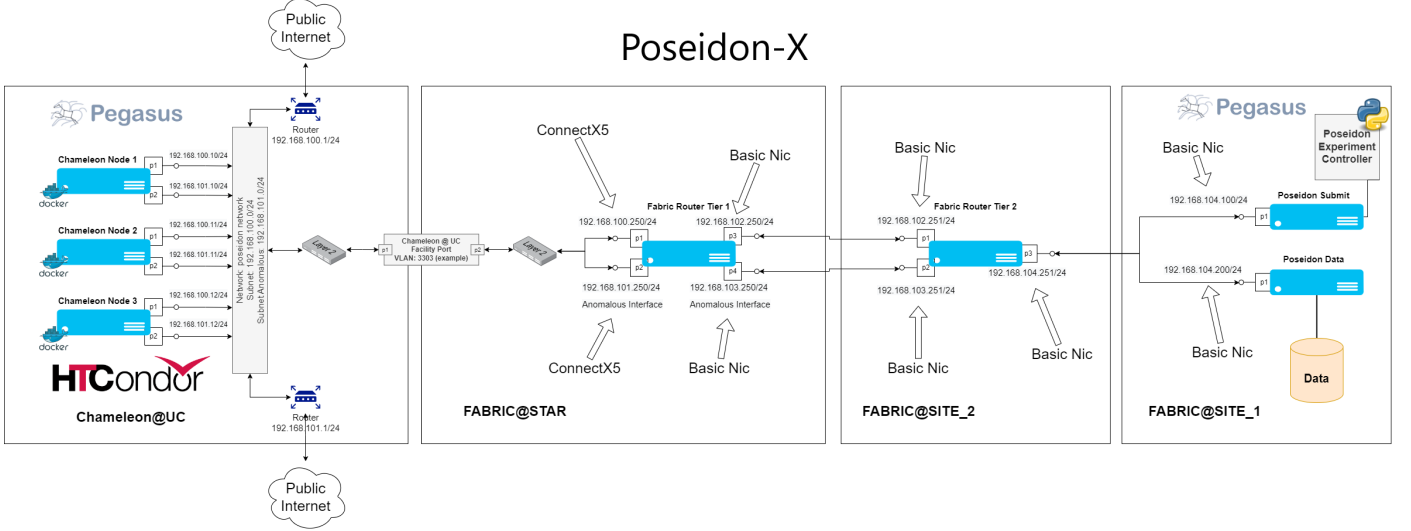 Poseidon-X
Public
Internet
Pegasus
Router
192.168.100.1/24
Chameleon Node 1
p1
192.168.100.10/24
p2
192.168.101.10/24
docker
Chameleon Node 2
p1
192.168.100.11/24
p2
192.168.101.11/24
docker
Chameleon Node 3
p1
192.168.100.12/24
p2
192.168.101.12/24
docker
Network: poseidon network
Subnet: 192.168.100.0/24
Subnet Anomalous: 192.168.101.0/24
HTCondor
Chameleon@UC
Router
192.168.101.1/24
Public
Internet
Layer 2
p1
Chameleon @ UC
Facility Port
VLAN: 3303 (example)
p2
Layer 2
ConnectX5
Basic Nic
Fabric Router Tier 1
192.168.100.250/24
192.168.102.250/24
p1
p3
p2
p4
192.168.101.250/24
192.168.103.250/24
Anomalous Interface
Anomalous Interface
ConnectX5
Basic Nic
FABRIC@STAR
Basic Nic
Fabric Router Tier 2
192.168.102.251/24
p1
p2
p3
192.168.104.251/24
192.168.103.251/24
Basic Nic
Basic Nic
FABRIC@SITE_2
Pegasus
Poseidon
Experiment
Controller
Basic Nic
192.168.104.100/24
Poseidon Submit
p1
192.168.104.200/24
Poseidon Data
p1
Basic Nic
Data
FABRIC@SITE_1